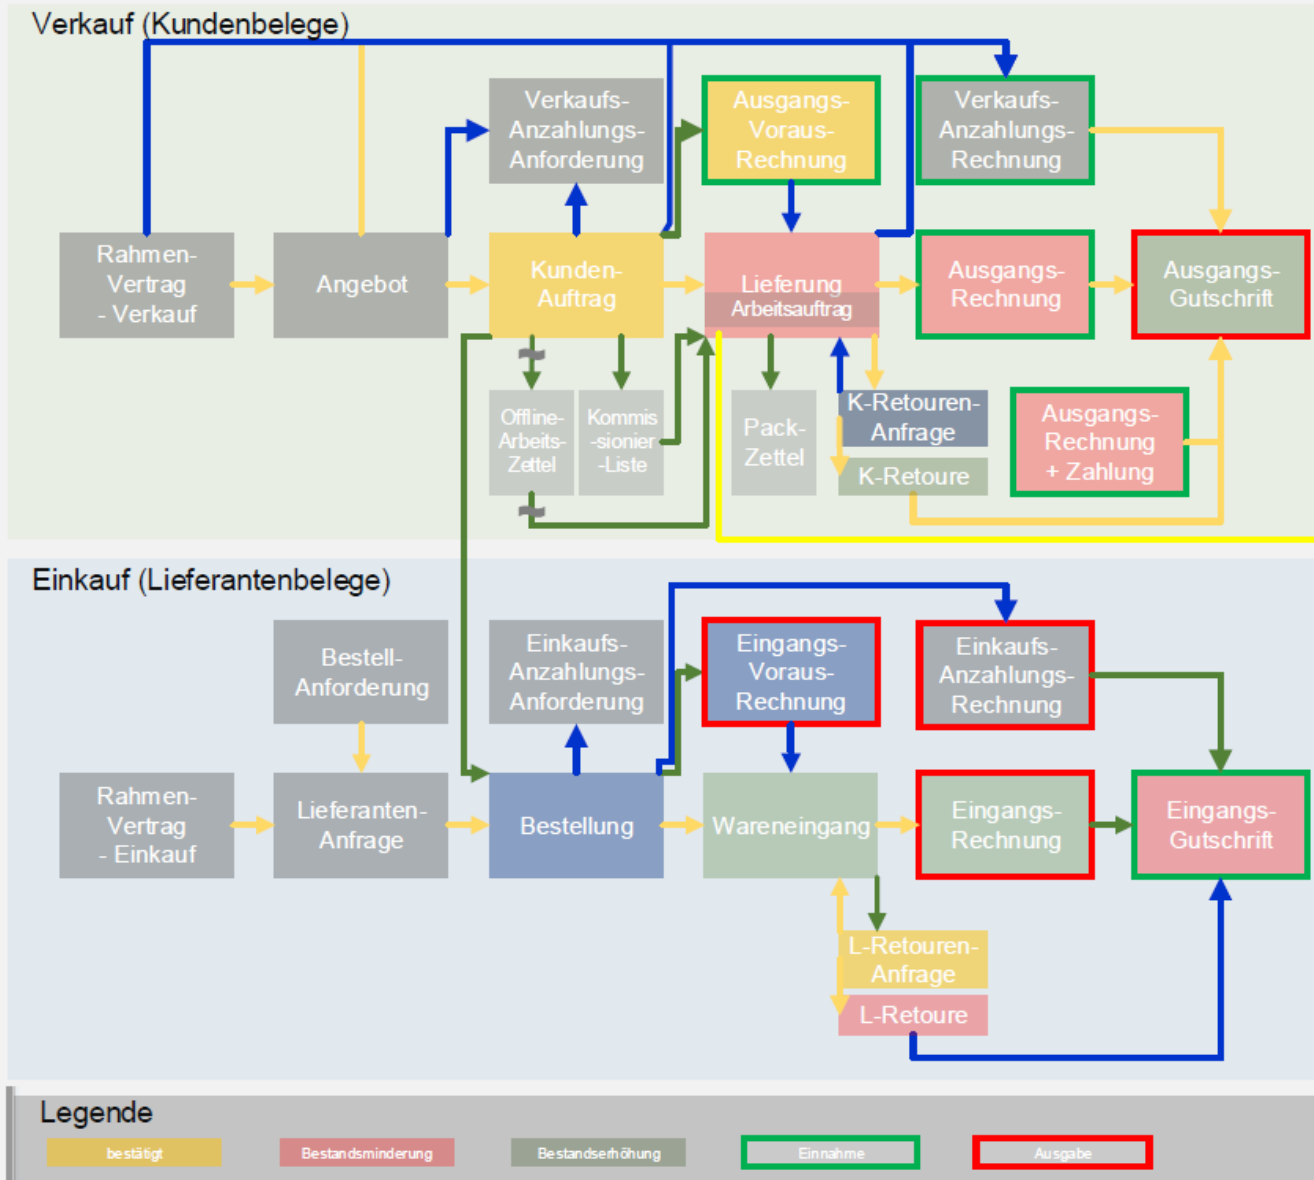 Verkauf (Kundenbelege)
Verkaufs-
Anzahlungs-
Anforderung
Ausgangs-
Voraus-
Rechnung
Verkaufs-
Anzahlungs-
Rechnung
Rahmen-
Vertrag
- Verkauf
Angebot
Kunden-
Auftrag
Lieferung
Arbeitsauftrag
Ausgangs-
Rechnung
Ausgangs-
Gutschrift
Offline-
Arbeits-
Zettel
Kommis
-sionier
-Liste
Pack-
Zettel
K-Retouren-
Anfrage
K-Retoure
Ausgangs-
Rechnung
+ Zahlung
Einkauf (Lieferantenbelege)
Bestell-
Anforderung
Einkaufs-
Anzahlungs-
Anforderung
Eingangs-
Voraus-
Rechnung
Einkaufs-
Anzahlungs-
Rechnung
Rahmen-
Vertrag
- Einkauf
Lieferanten-
Anfrage
Bestellung
Wareneingang
Eingangs-
Rechnung
Eingangs-
Gutschrift
L-Retouren-
Anfrage
L-Retoure
Legende
bestätigt
Bestandsminderung
Bestandserhöhung
Einnahme
Ausgabe